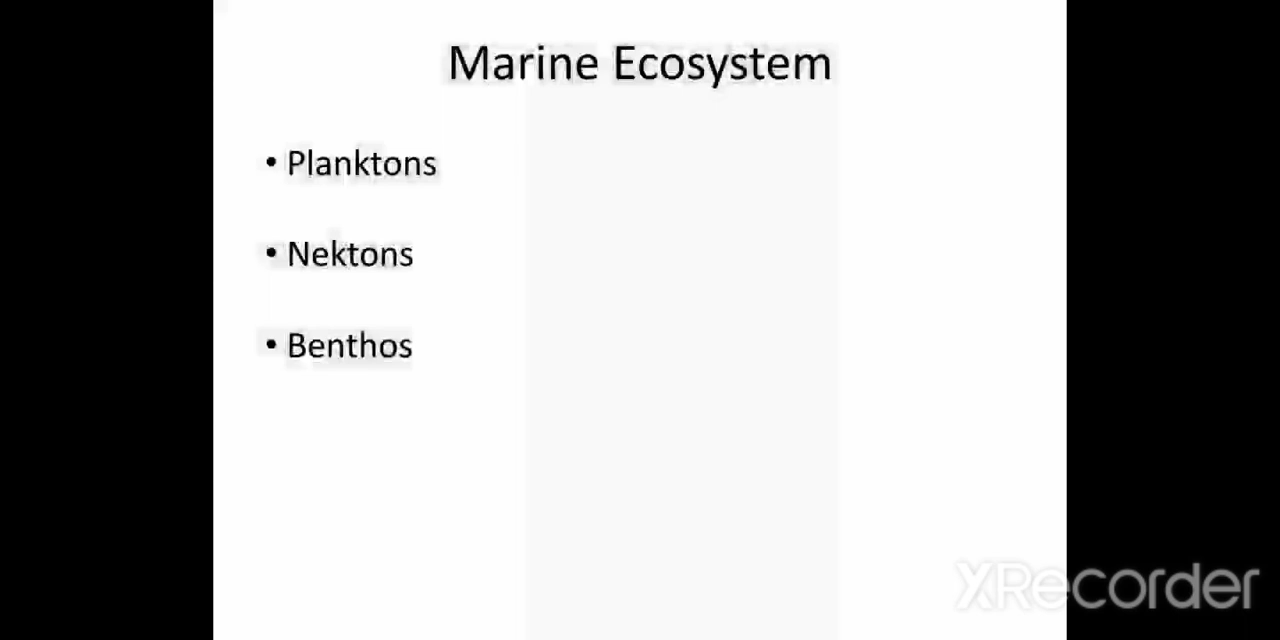 Marine Ecosystem
• Planktons
• Nektons
• Benthos
XRecorder